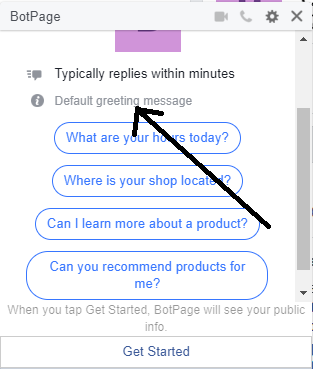 BotPage
Typically replies within minutes
Default greeting message
What are your hours today?
Where is your shop located?
Can I learn more about a product?
Can you recommend products for
me?
When you tap Get Started, BotPage will see your public
info.
Get Started